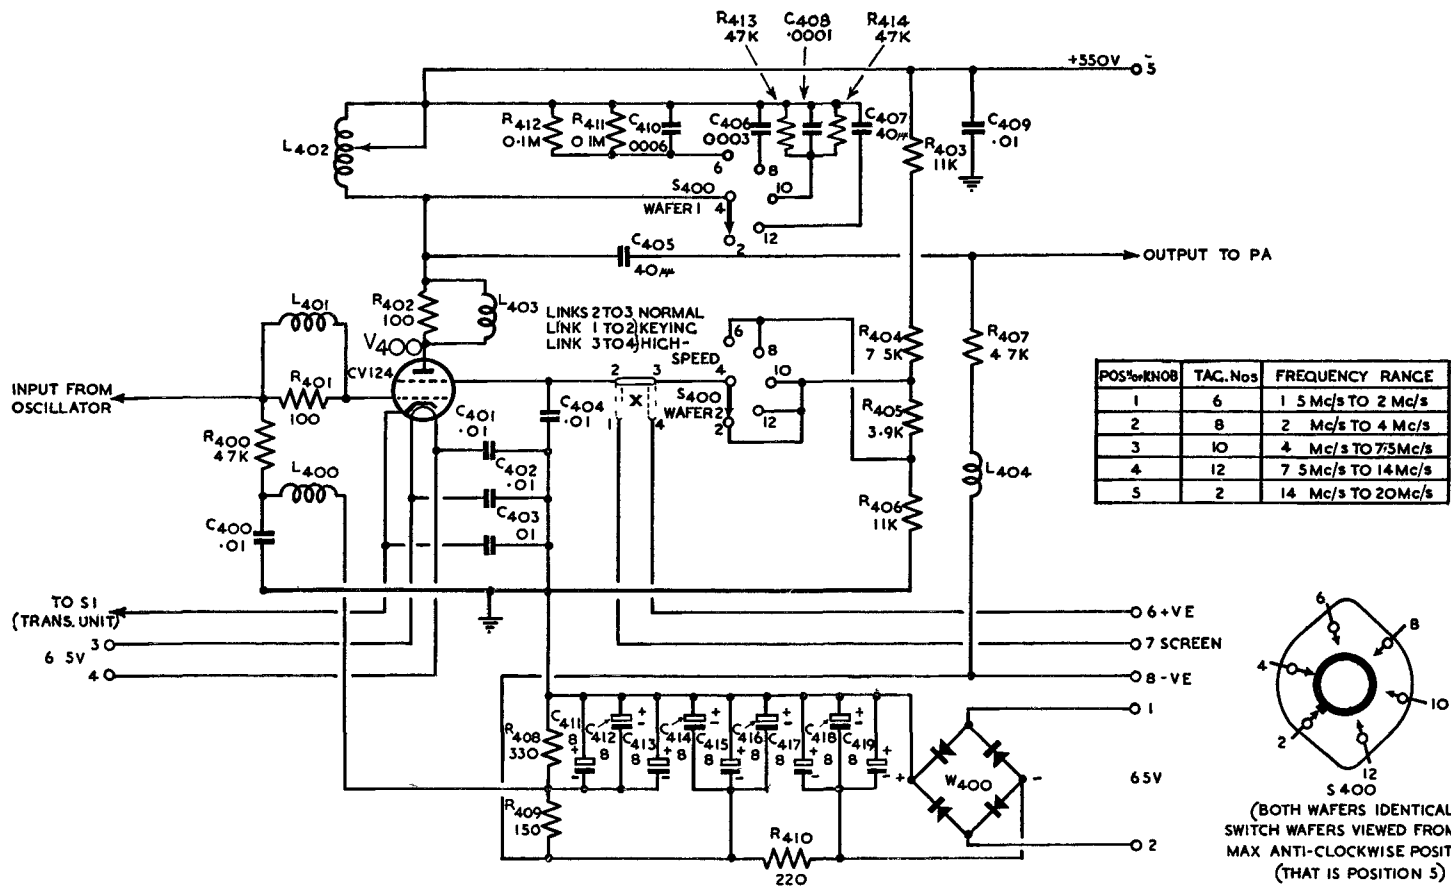 R413
47K
C408
.0001
R414
47K
+350V
5
L402
R412
0.1M
R411
0.1M
C410
.0006
C406
.0003
C407
40µµ
R403
11K
C409
.01
6
8
S400
WAFER 1
4
10
12
2
C405
40µµ
OUTPUT TO PA
L401
R402
100
L403
LINKS 2 TO 3 NORMAL
LINK 1 TO 2) KEYING
LINK 3 TO 4) HIGH-
SPEED
V400
CV124
6
8
R404
7 5K
R407
4 7K
INPUT FROM
OSCILLATOR
R401
100
2
3
X
1
4
4
S400
WAFER 2
2
10
12
R405
3.9K
R400
47K
C401
.01
C404
.01
L400
C402
.01
L404
C400
.01
C403
01
R406
11K
POSN OF KNOB TAG. NOS FREQUENCY RANGE
1 6 1 5 Mc/s TO 2 Mc/s
2 8 2 Mc/s TO 4 Mc/s
3 10 4 Mc/s TO 7.5 Mc/s
4 12 7 5 Mc/s TO 14 Mc/s
5 2 14 Mc/s TO 20 Mc/s
TO S1
(TRANS. UNIT)
3
6 5V
4
6 +VE
7 SCREEN
8 -VE
1
R408
330
C411
8
C412
8
C413
8
C414
8
C415
8
C416
8
C417
8
C418
8
C419
8
+
W400
-
65V
R409
150
R410
220
2
6
8
4
10
2
12
S400
(BOTH WAFERS IDENTICAL
SWITCH WAFERS VIEWED FROM
MAX ANTI-CLOCKWISE POSIT
(THAT IS POSITION 5)